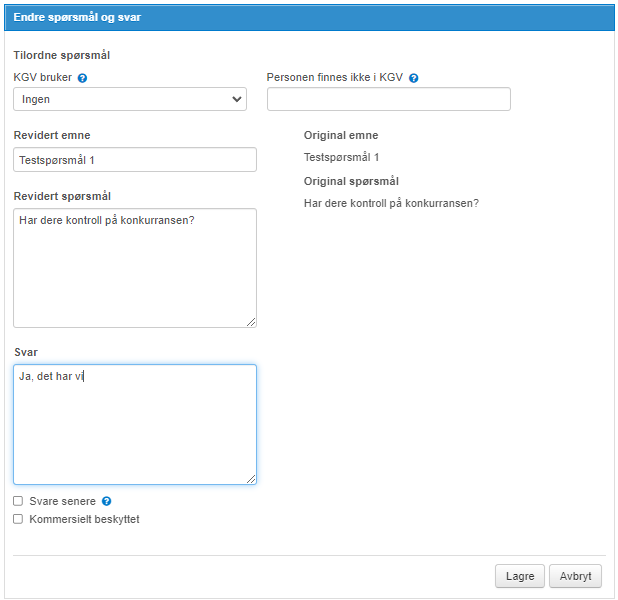 Endre spørsmål og svar
Tilordne spørsmål
KGV bruker
Personen finnes ikke i KGV
Ingen
Revidert emne
Testspørsmål 1
Original emne
Testspørsmål 1
Original spørsmål
Har dere kontroll på konkurransen?
Revidert spørsmål
Har dere kontroll på konkurransen?
Svar
Ja, det har vi
Svare senere
Kommersielt beskyttet
Lagre
Avbryt